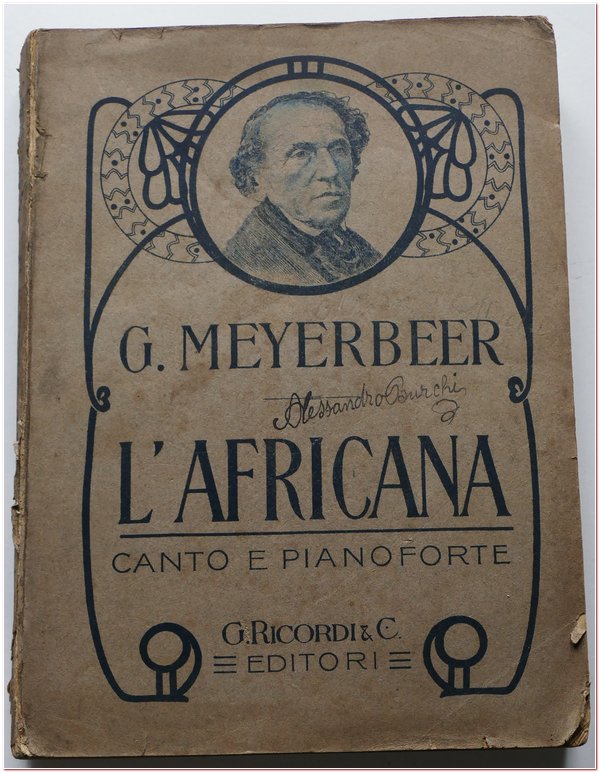 G. MEYERBEER
Alessandro Burchi
L'AFRICANA
CANTO E PIANOFORTE
G. RICORDI & C.
EDITORI